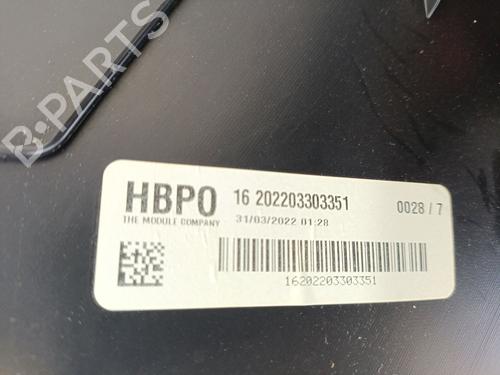 B-PARTS
HBPO
THE MODULE COMPANY
16 202203303351
31/03/2022 01:28
0028 / 7
16202203303351